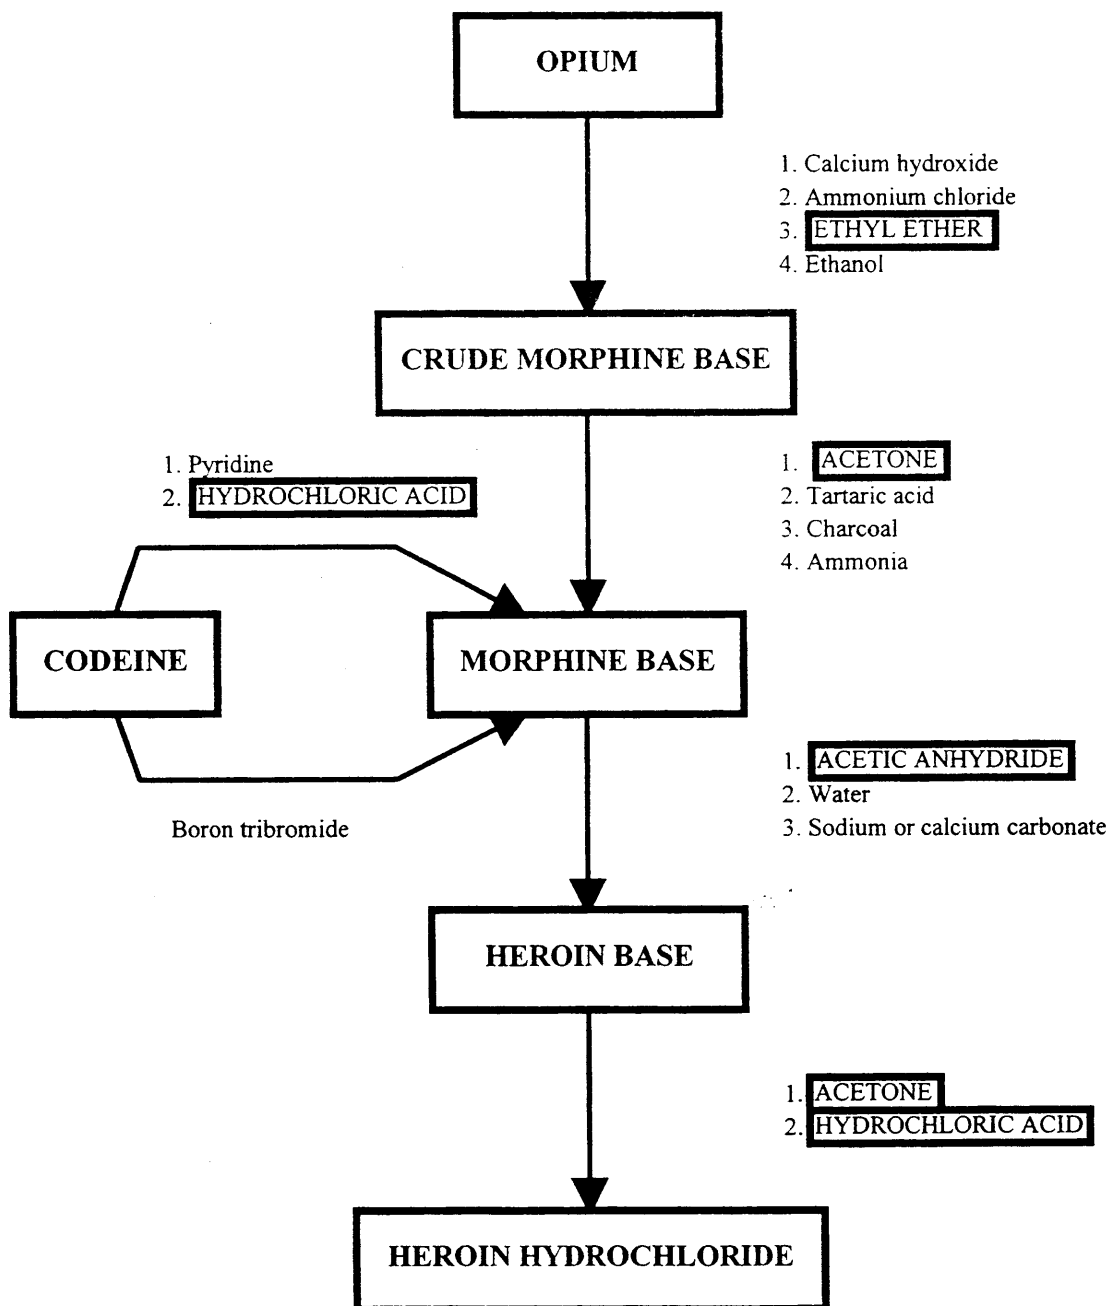 OPIUM
1. Calcium hydroxide
2. Ammonium chloride
3. ETHYL ETHER
4. Ethanol
CRUDE MORPHINE BASE
1. Pyridine
2. HYDROCHLORIC ACID
1. ACETONE
2. Tartaric acid
3. Charcoal
4. Ammonia
CODEINE
MORPHINE BASE
Boron tribromide
1. ACETIC ANHYDRIDE
2. Water
3. Sodium or calcium carbonate
HEROIN BASE
1. ACETONE
2. HYDROCHLORIC ACID
HEROIN HYDROCHLORIDE